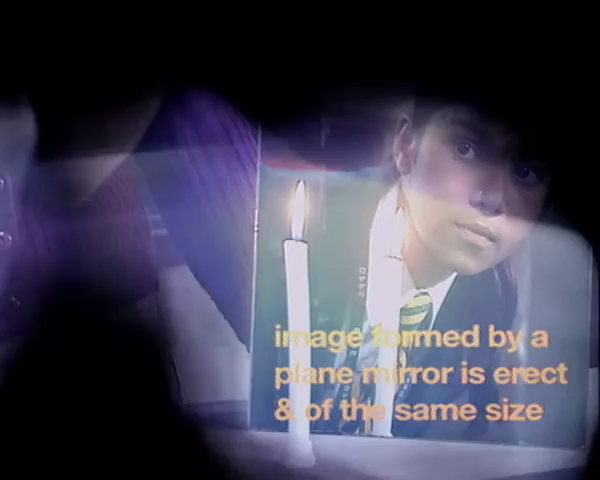 image formed by a
plane mirror is erect
& of the same size